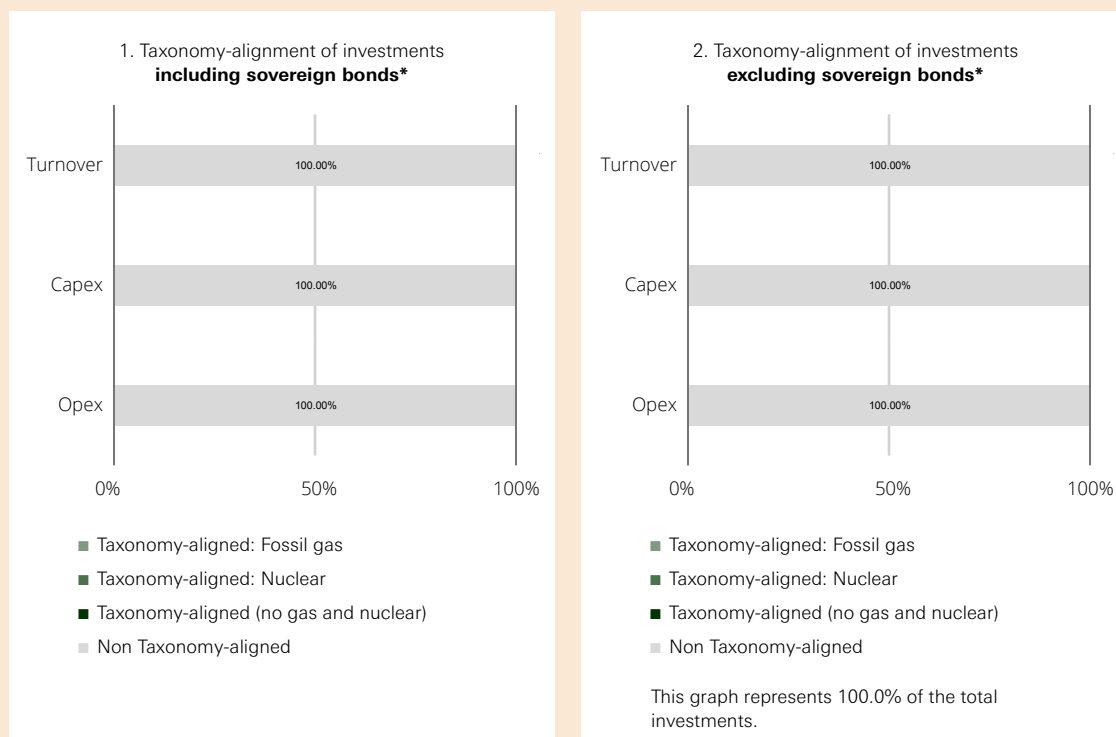 1. Taxonomy-alignment of investments
including sovereign bonds*
Turnover
100.00%
Capex
100.00%
Opex
100.00%
0% 50% 100%
Taxonomy-aligned: Fossil gas
Taxonomy-aligned: Nuclear
Taxonomy-aligned (no gas and nuclear)
Non Taxonomy-aligned
2. Taxonomy-alignment of investments
excluding sovereign bonds*
Turnover
100.00%
Capex
100.00%
Opex
100.00%
0% 50% 100%
Taxonomy-aligned: Fossil gas
Taxonomy-aligned: Nuclear
Taxonomy-aligned (no gas and nuclear)
Non Taxonomy-aligned
This graph represents 100.0% of the total
investments.